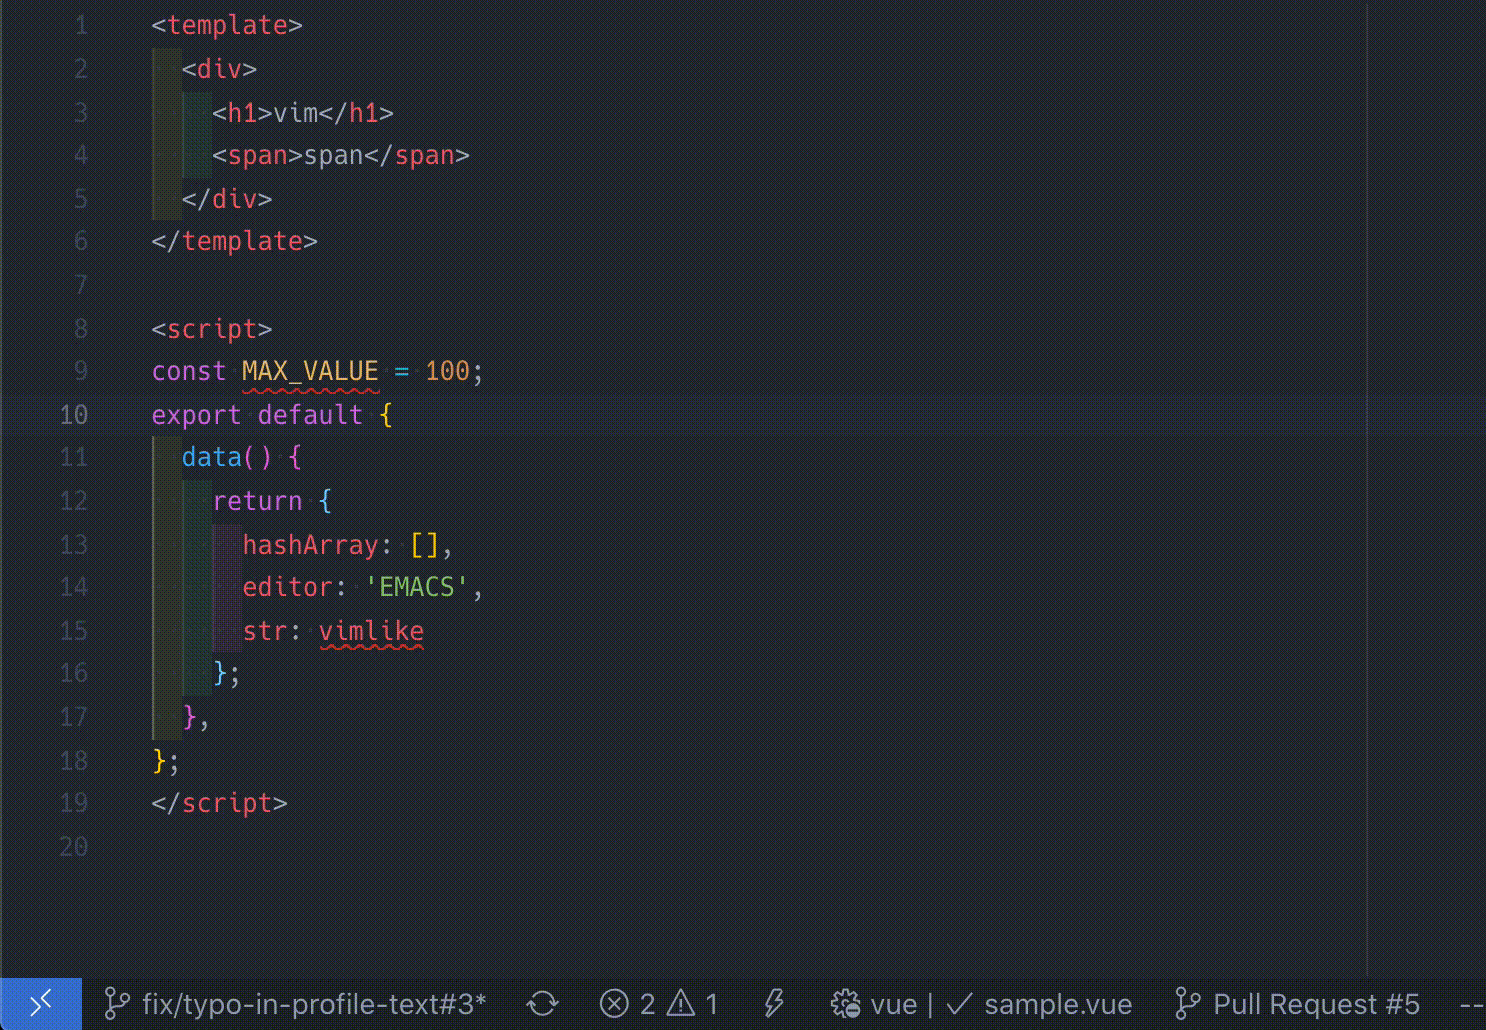 1 <template>
2 <div>
3 <h1>vim</h1>
4 <span>span</span>
5 </div>
6 </template>
7
8 <script>
9 const MAX_VALUE = 100;
10 export default {
11 data() {
12 return {
13 hashArray: [],
14 editor: 'EMACS',
15 str: vimlike
16 };
17 },
18 };
19 </script>
20
fix/typo-in-profile-text#3* 2 1 vue | ✓ sample.vue Pull Request #5 --